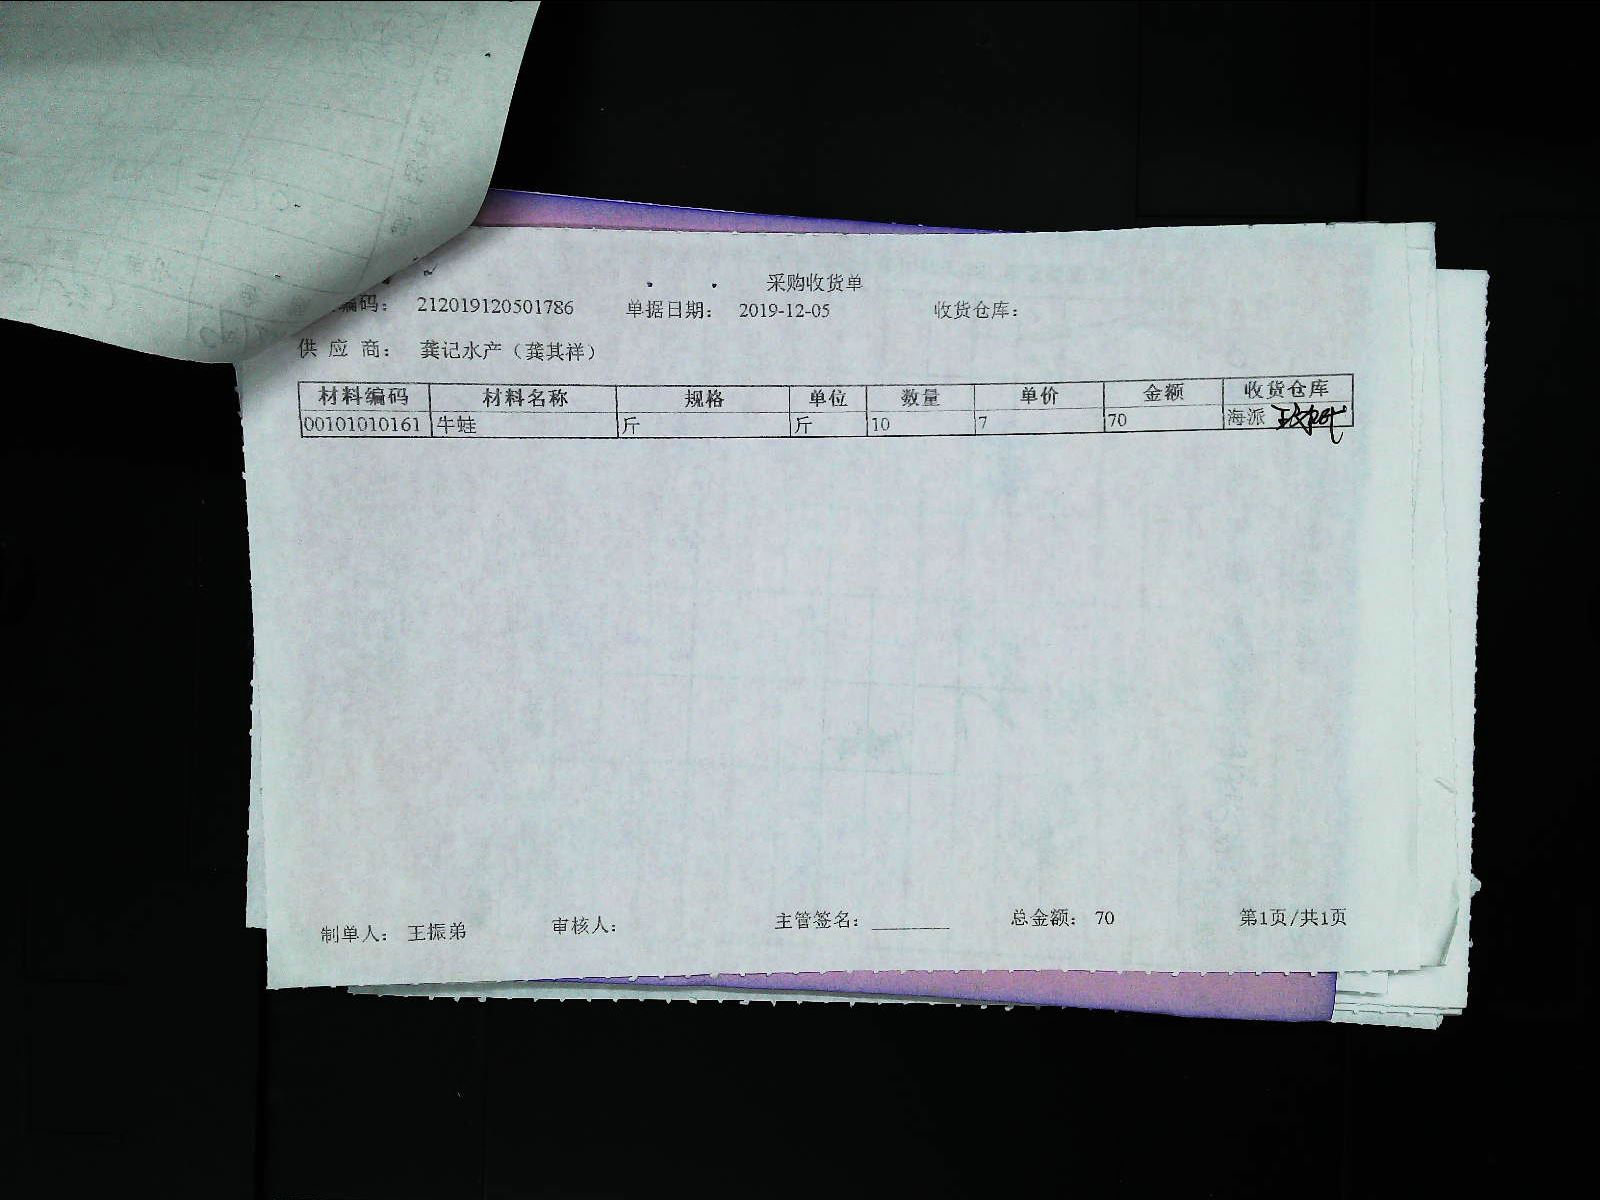 采购收货单
编码： 212019120501786 单据日期： 2019-12-05 收货仓库：
供 应 商： 龚记水产（龚其祥）
材料编码 材料名称 规格 单位 数量 单价 金额 收货仓库
00101010161 牛蛙 斤 斤 10 7 70 海派
制单人： 王振弟 审核人： 主管签名： 总金额： 70 第1页/共1页